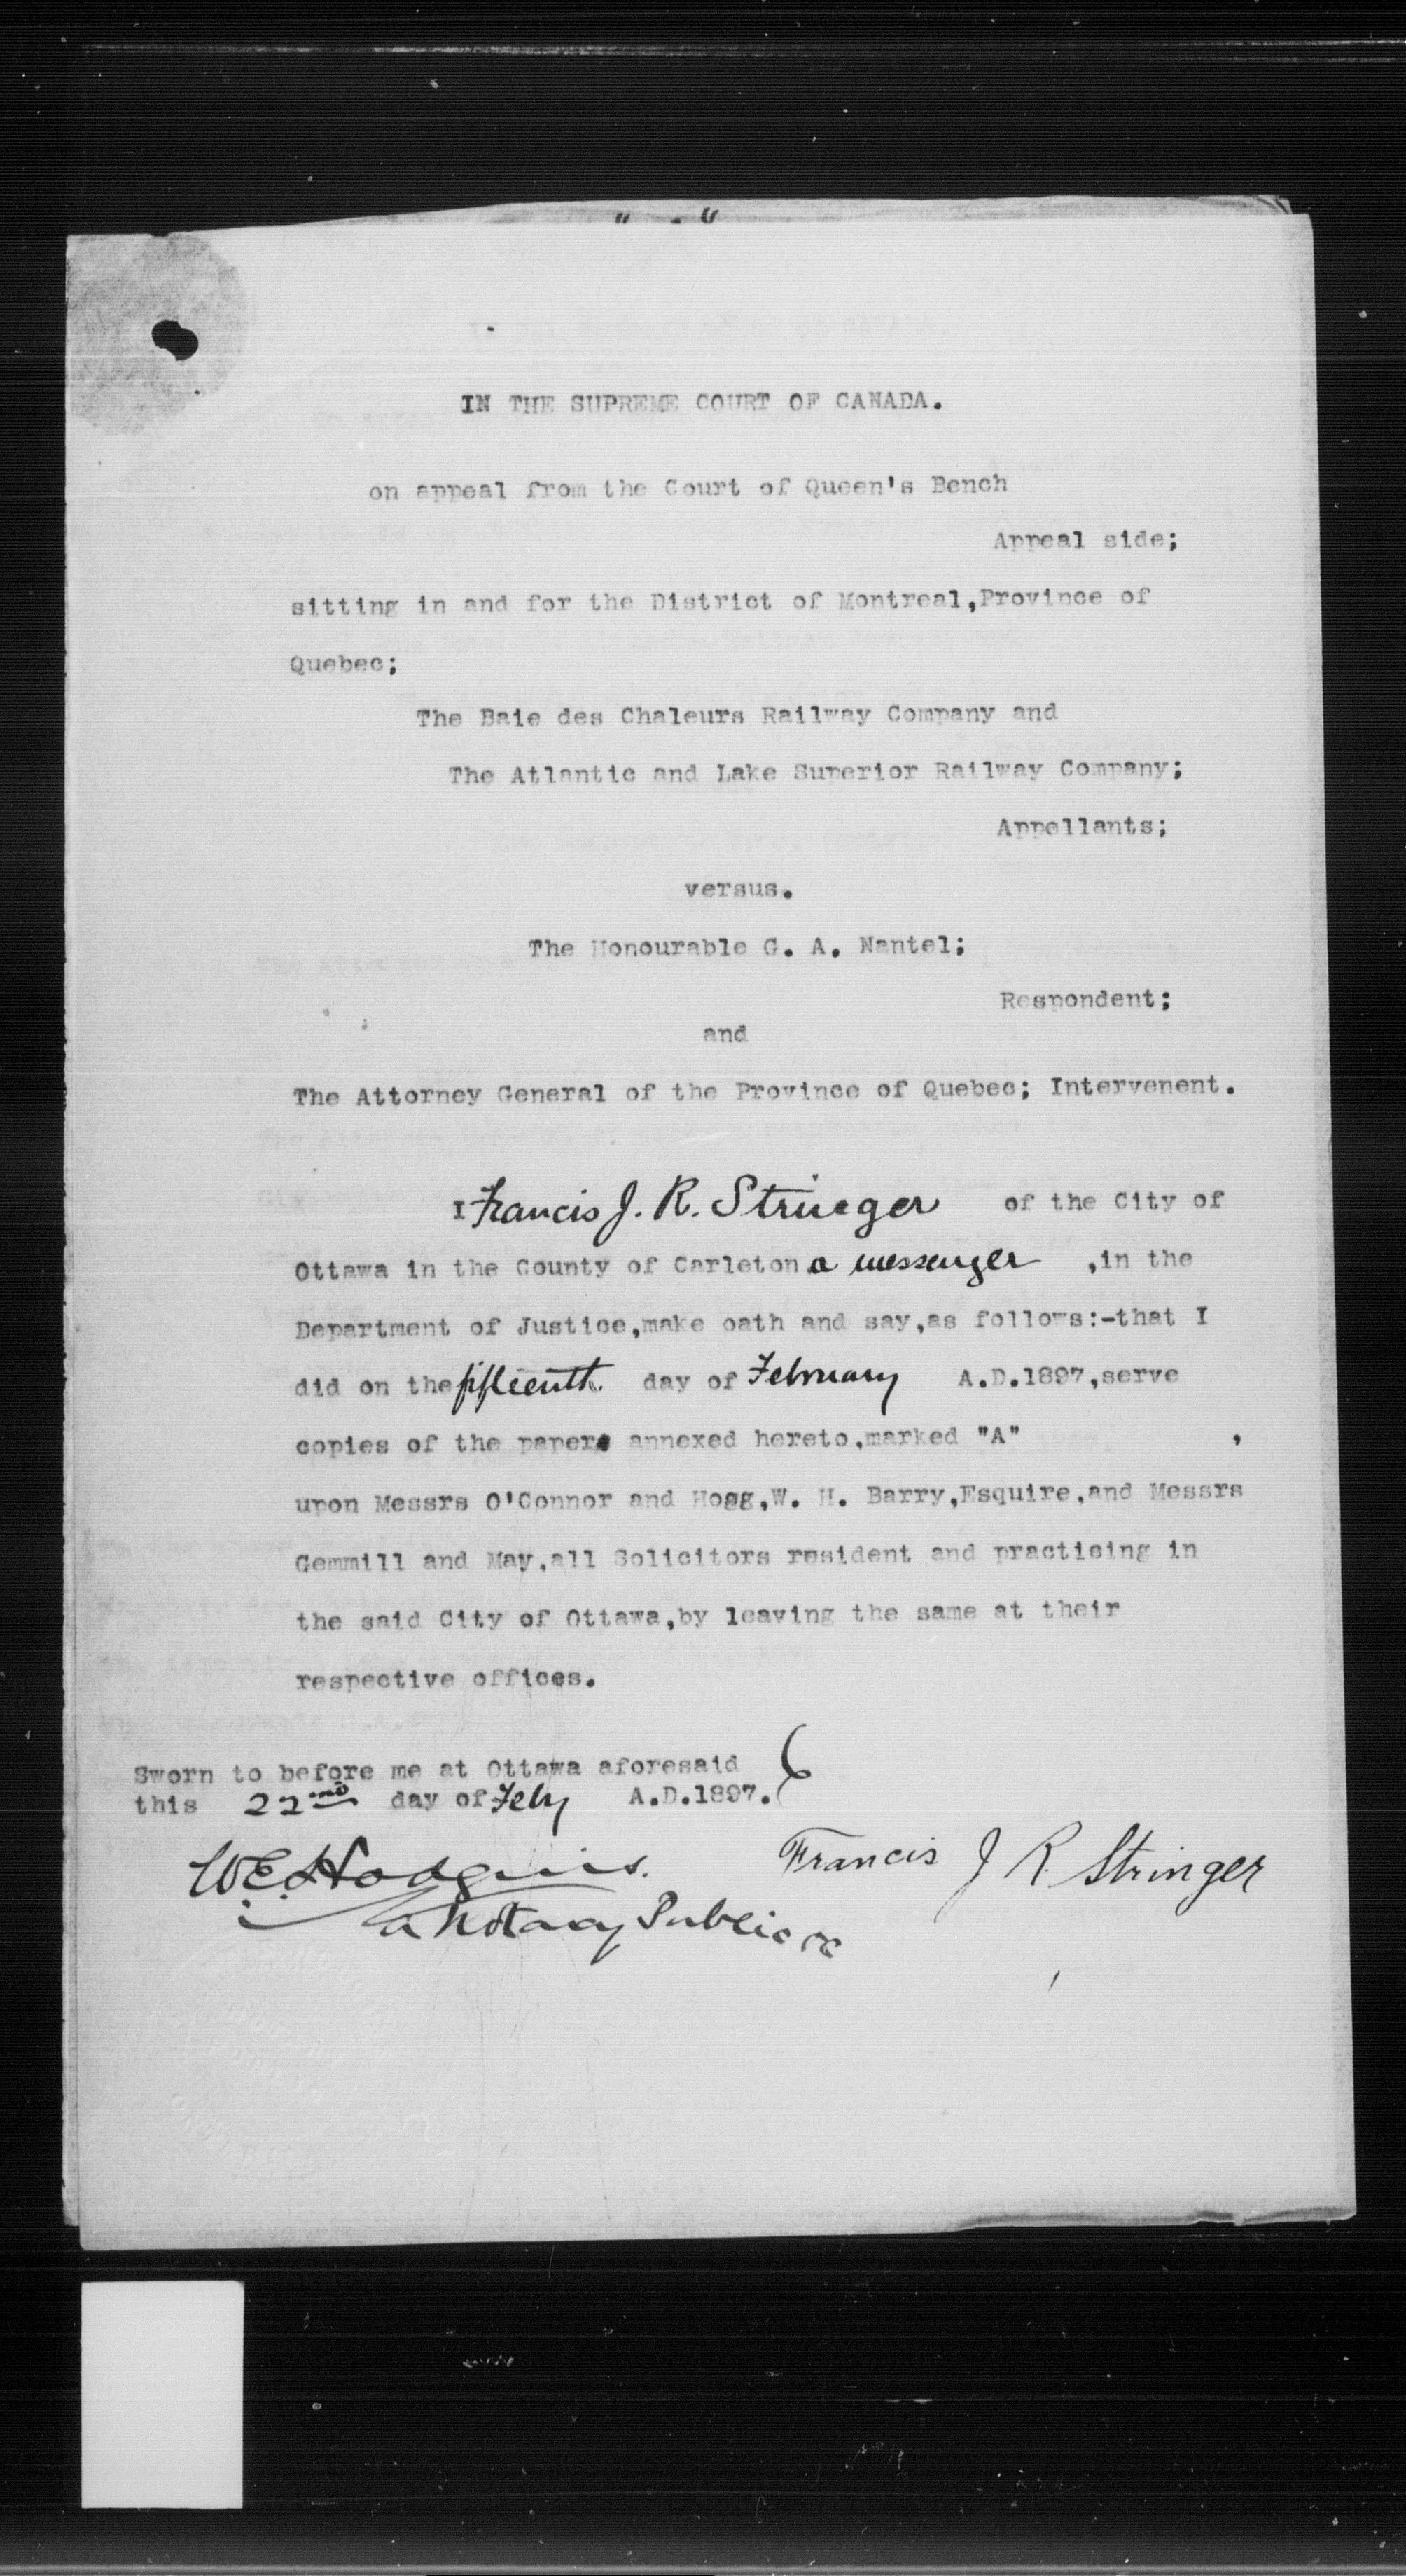 IN THE SUPREME COURT OF CANADA.
on appeal from the Court of Queen's Bench
Appeal side;
sitting in and for the District of Montreal,Province of
Quebec;
The Baie des Chaleurs Railway Company and
The Atlantic and Lake Superior Railway Company;
Appellants;
versus.
The Honourable G. A. Nantel;
Respondent;
and
The Attorney General of the Province of Quebec; Intervenent.
I Francis J. R. Stringer of the City of
Ottawa in the County of Carleton a messenger ,in the
Department of Justice,make oath and say,as follows:-that I
did on the fifteenth day of February A.D.1897,serve
copies of the paper annexed hereto,marked "A" ,
upon Messrs O'Connor and Hogg,W. H. Barry,Esquire,and Messrs
Gemmill and May,all Solicitors resident and practicing in
the said City of Ottawa,by leaving the same at their
respective offices.
Sworn to before me at Ottawa aforesaid
this 22nd day of Feby A.D.1897.
W.E. Hodgins.
Francis J R Stringer
a Notary Public &c